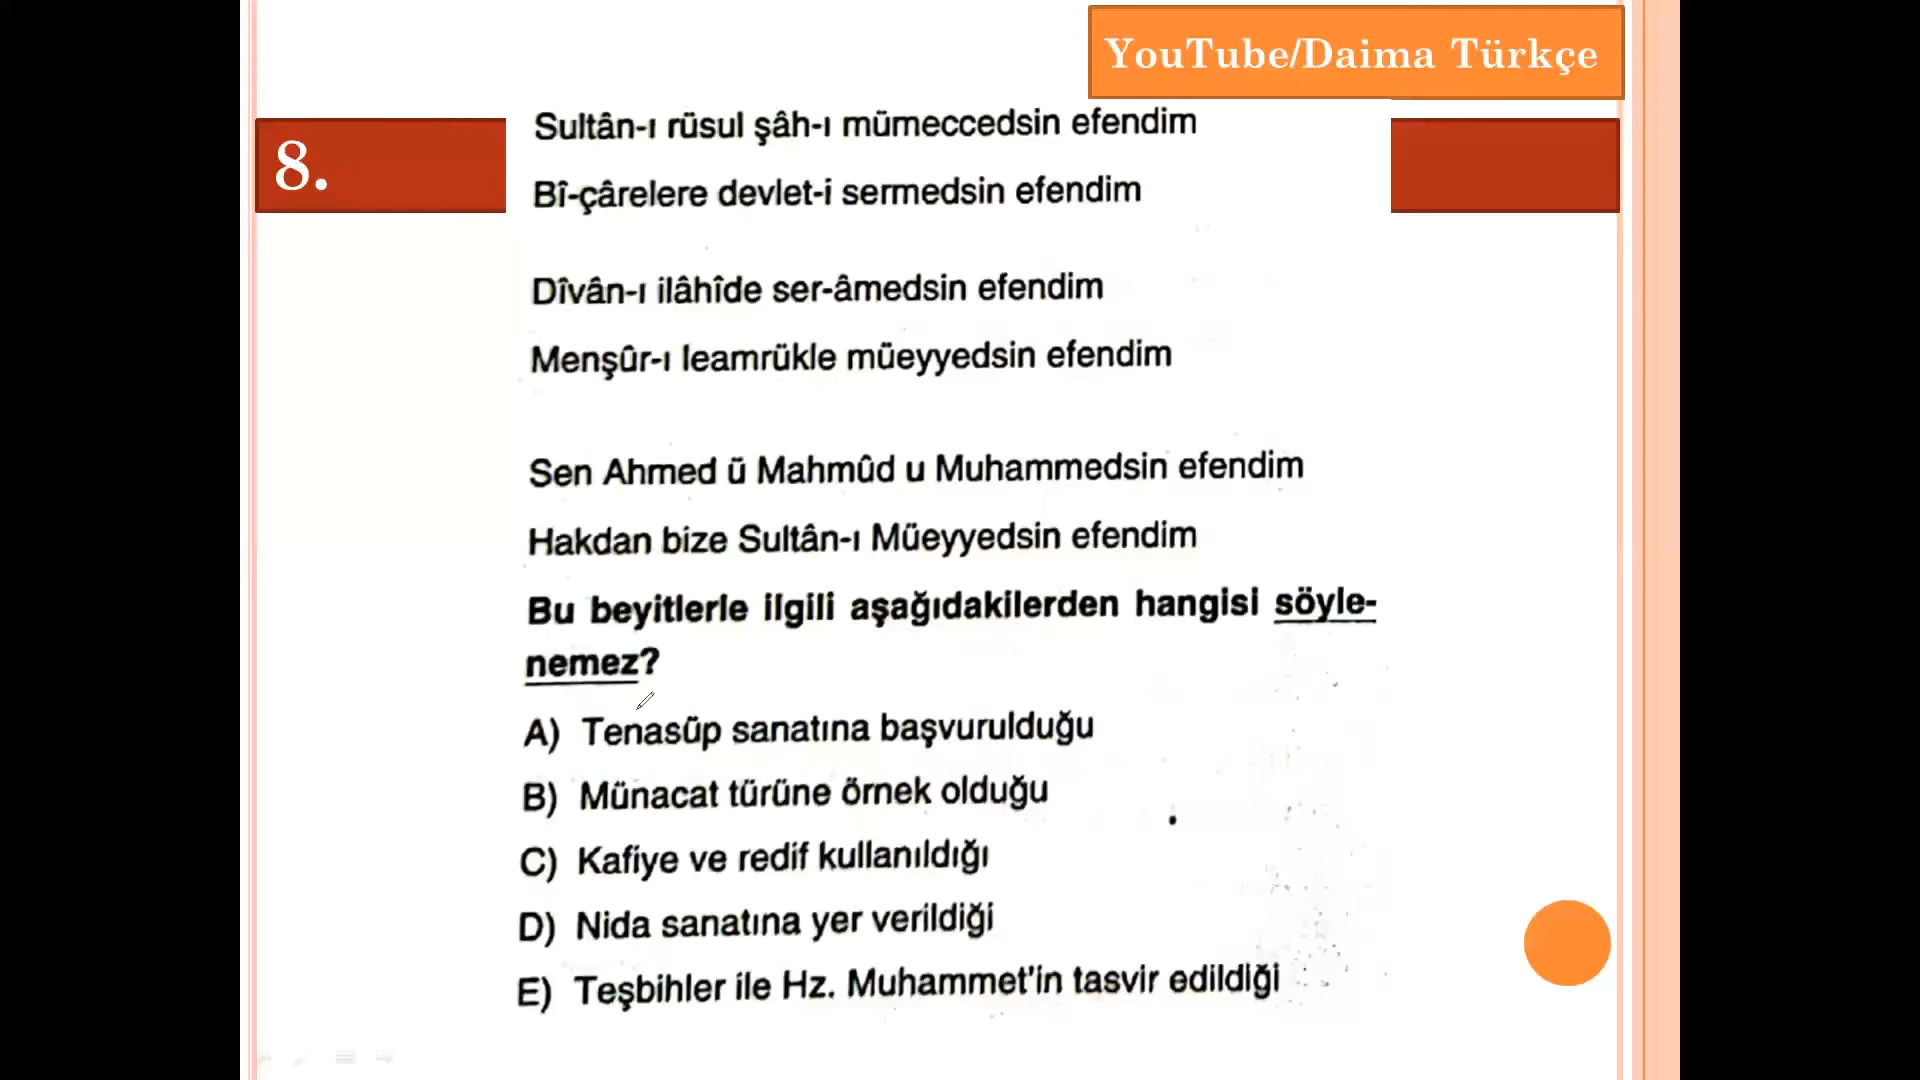 YouTube/Daima Türkçe
8.
Sultân-ı rüsul şâh-ı mümeccedsin efendim
Bî-çârelere devlet-i sermedsin efendim
Dîvân-ı ilâhîde ser-âmedsin efendim
Menşûr-ı leamrükle müeyyedsin efendim
Sen Ahmed ü Mahmûd u Muhammedsin efendim
Hakdan bize Sultân-ı Müeyyedsin efendim
Bu beyitlerle ilgili aşağıdakilerden hangisi söyle-
nemez?
A) Tenasüp sanatına başvurulduğu
B) Münacat türüne örnek olduğu
C) Kafiye ve redif kullanıldığı
D) Nida sanatına yer verildiği
E) Teşbihler ile Hz. Muhammet'in tasvir edildiği